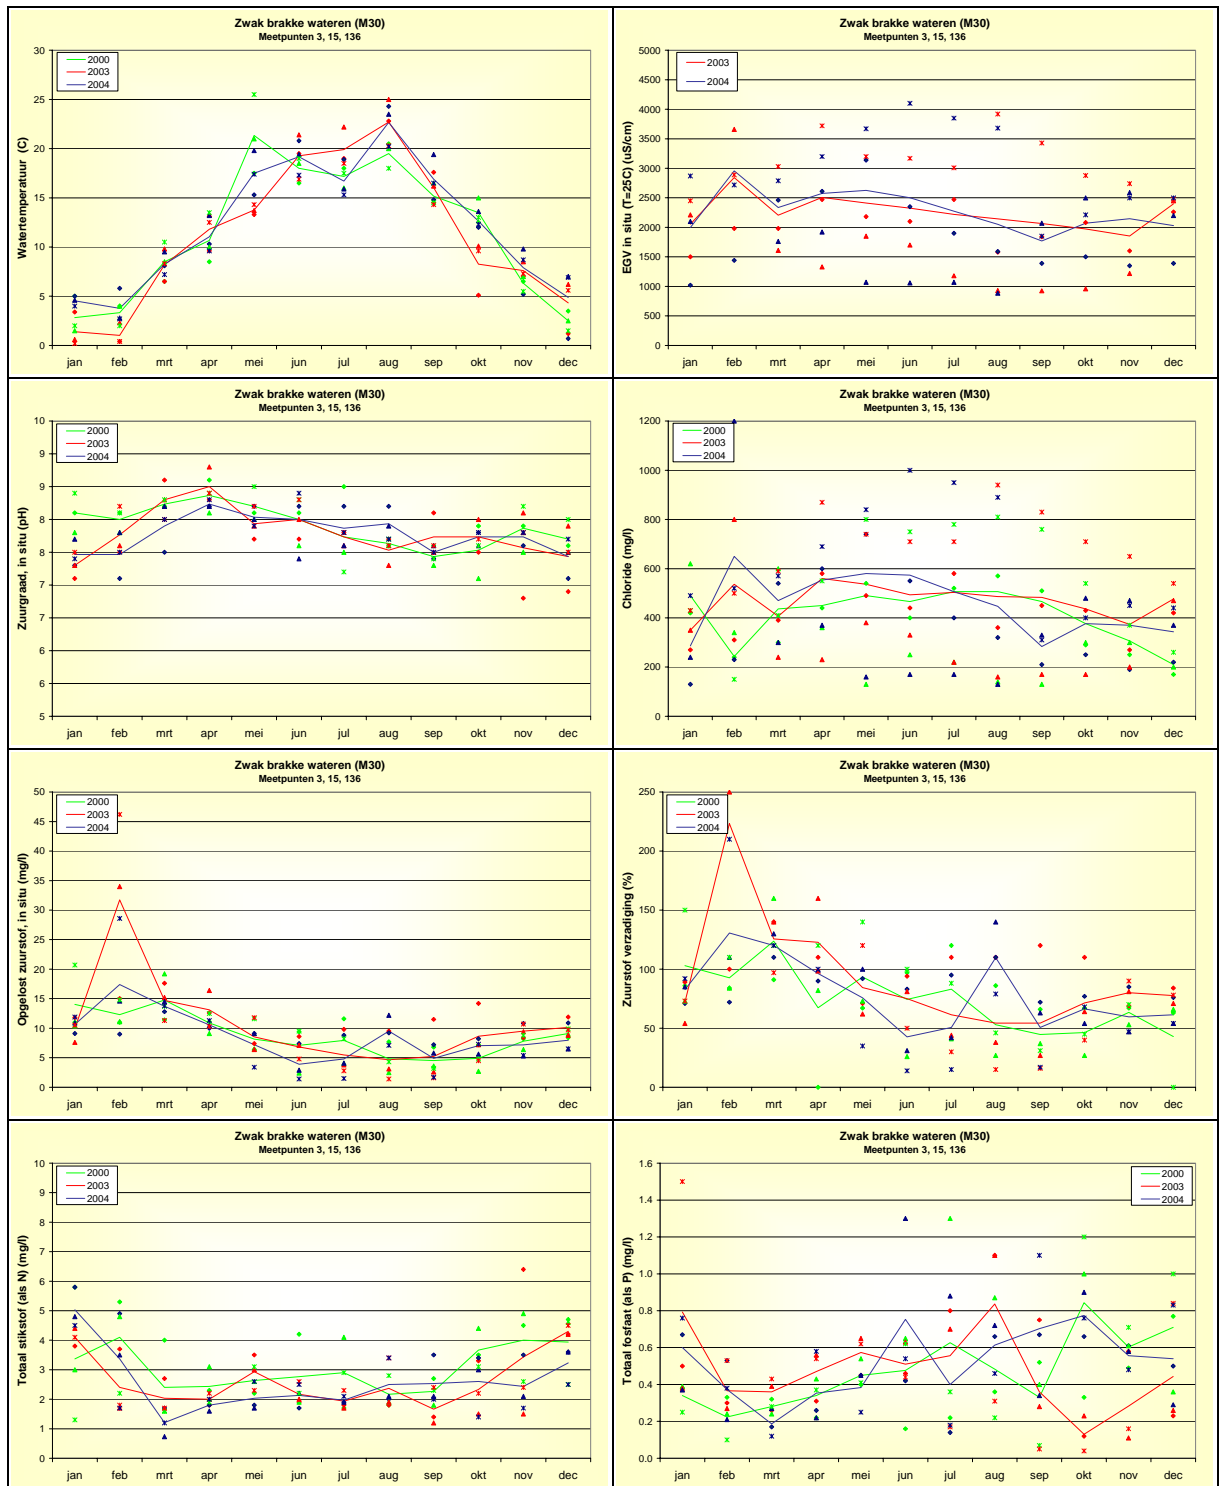 Zwak brakke wateren (M30)
Meetpunten 3, 15, 136
Watertemperatuur (C)
30
25
20
15
10
5
0
2000
2003
2004
jan feb mrt apr mei jun jul aug sep okt nov dec
Zwak brakke wateren (M30)
Meetpunten 3, 15, 136
EGV in situ (T=25C) (uS/cm)
5000
4500
4000
3500
3000
2500
2000
1500
1000
500
0
2003
2004
jan feb mrt apr mei jun jul aug sep okt nov dec
Zwak brakke wateren (M30)
Meetpunten 3, 15, 136
Zuurgraad, in situ (pH)
10
9
9
8
8
7
7
6
6
5
2000
2003
2004
jan feb mrt apr mei jun jul aug sep okt nov dec
Zwak brakke wateren (M30)
Meetpunten 3, 15, 136
Chloride (mg/l)
1200
1000
800
600
400
200
0
2000
2003
2004
jan feb mrt apr mei jun jul aug sep okt nov dec
Zwak brakke wateren (M30)
Meetpunten 3, 15, 136
Opgelost zuurstof, in situ (mg/l)
50
45
40
35
30
25
20
15
10
5
0
2000
2003
2004
jan feb mrt apr mei jun jul aug sep okt nov dec
Zwak brakke wateren (M30)
Meetpunten 3, 15, 136
Zuurstof verzadiging (%)
250
200
150
100
50
0
2000
2003
2004
jan feb mrt apr mei jun jul aug sep okt nov dec
Zwak brakke wateren (M30)
Meetpunten 3, 15, 136
Totaal stikstof (als N) (mg/l)
10
9
8
7
6
5
4
3
2
1
0
2000
2003
2004
jan feb mrt apr mei jun jul aug sep okt nov dec
Zwak brakke wateren (M30)
Meetpunten 3, 15, 136
Totaal fosfaat (als P) (mg/l)
1.6
1.4
1.2
1.0
0.8
0.6
0.4
0.2
0.0
2000
2003
2004
jan feb mrt apr mei jun jul aug sep okt nov dec